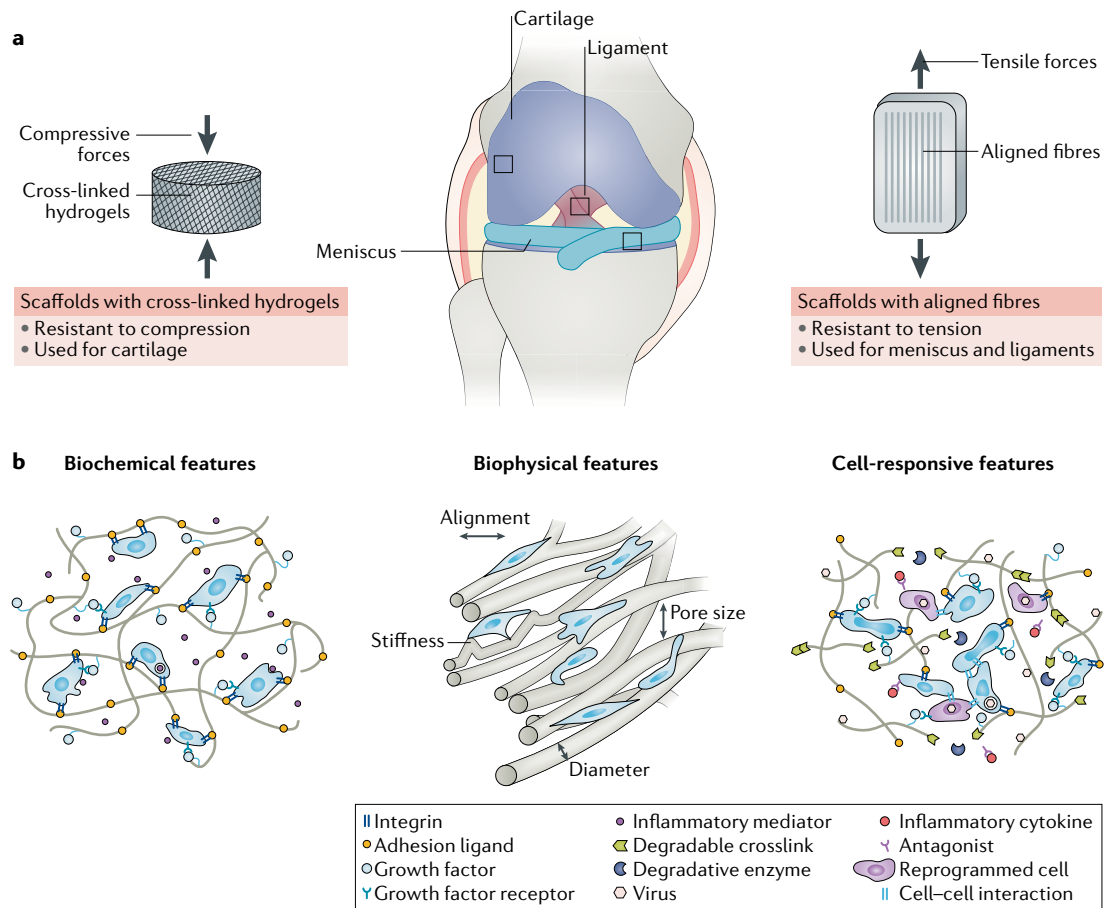 a
Cartilage
Ligament
Compressive
forces
Cross-linked
hydrogels
Meniscus
Tensile forces
Aligned fibres
Scaffolds with cross-linked hydrogels
• Resistant to compression
• Used for cartilage
Scaffolds with aligned fibres
• Resistant to tension
• Used for meniscus and ligaments
b
Biochemical features
Biophysical features
Cell-responsive features
Alignment
Stiffness
Pore size
Diameter
Integrin
Adhesion ligand
Growth factor
Growth factor receptor
Inflammatory mediator
Degradable crosslink
Degradative enzyme
Virus
Inflammatory cytokine
Antagonist
Reprogrammed cell
Cell–cell interaction